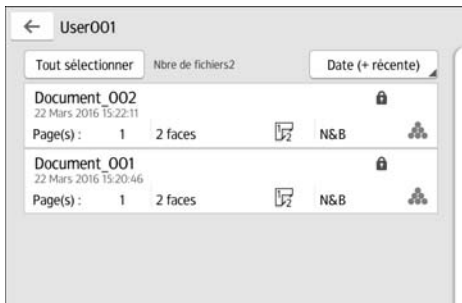 User001
Tout sélectionner Nbre de fichiers2 Date (+ récente)
Document_002
22 Mars 2016 15:22:11
Page(s) : 1 2 faces N&B
Document_001
22 Mars 2016 15:20:46
Page(s) : 1 2 faces N&B